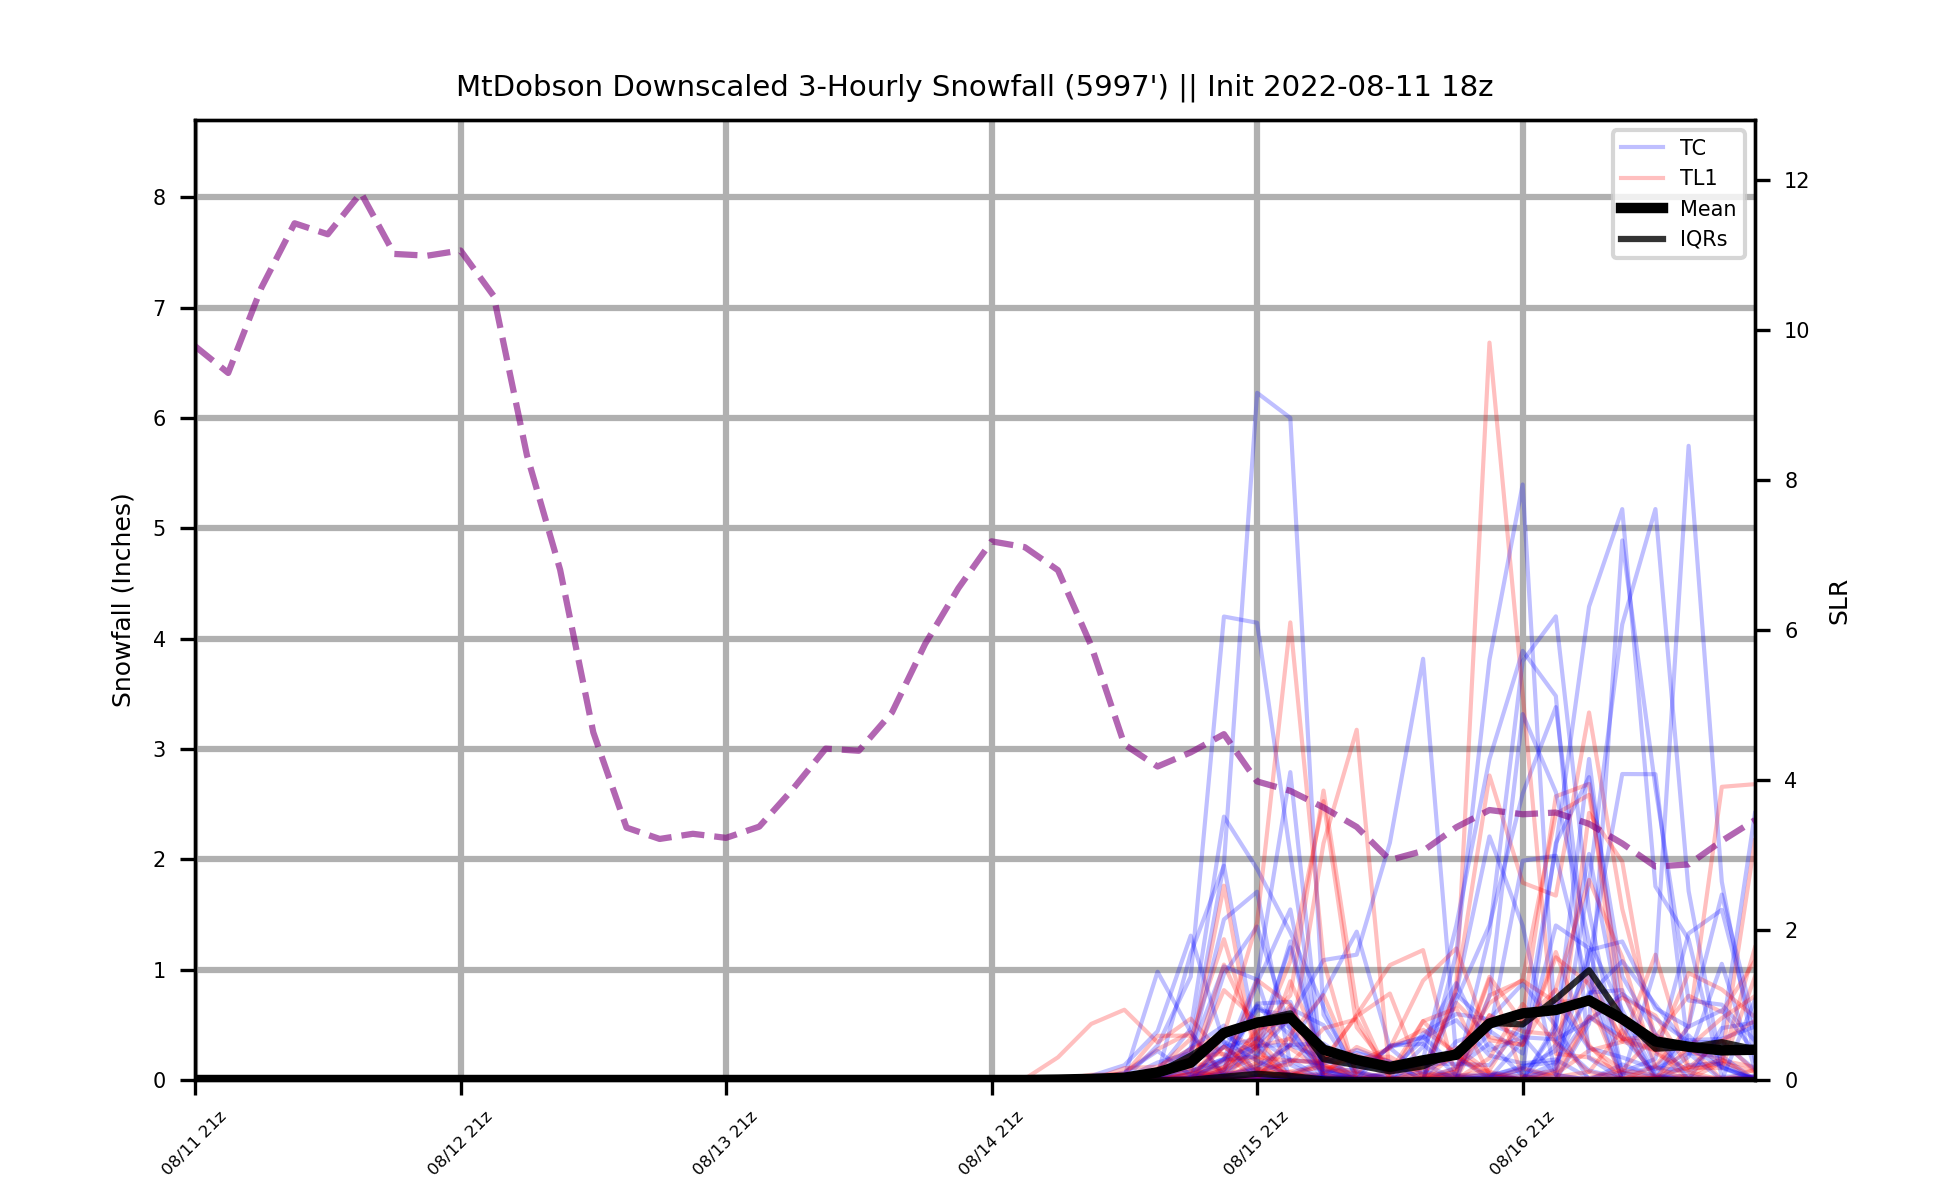 MtDobson Downscaled 3-Hourly Snowfall (5997') || Init 2022-08-11 18z
TC
TL1
Mean
IQRs
Snowfall (Inches)
8
7
6
5
4
3
2
1
0
12
10
8
6
4
2
0
SLR
08/11 21z
08/12 21z
08/13 21z
08/14 21z
08/15 21z
08/16 21z